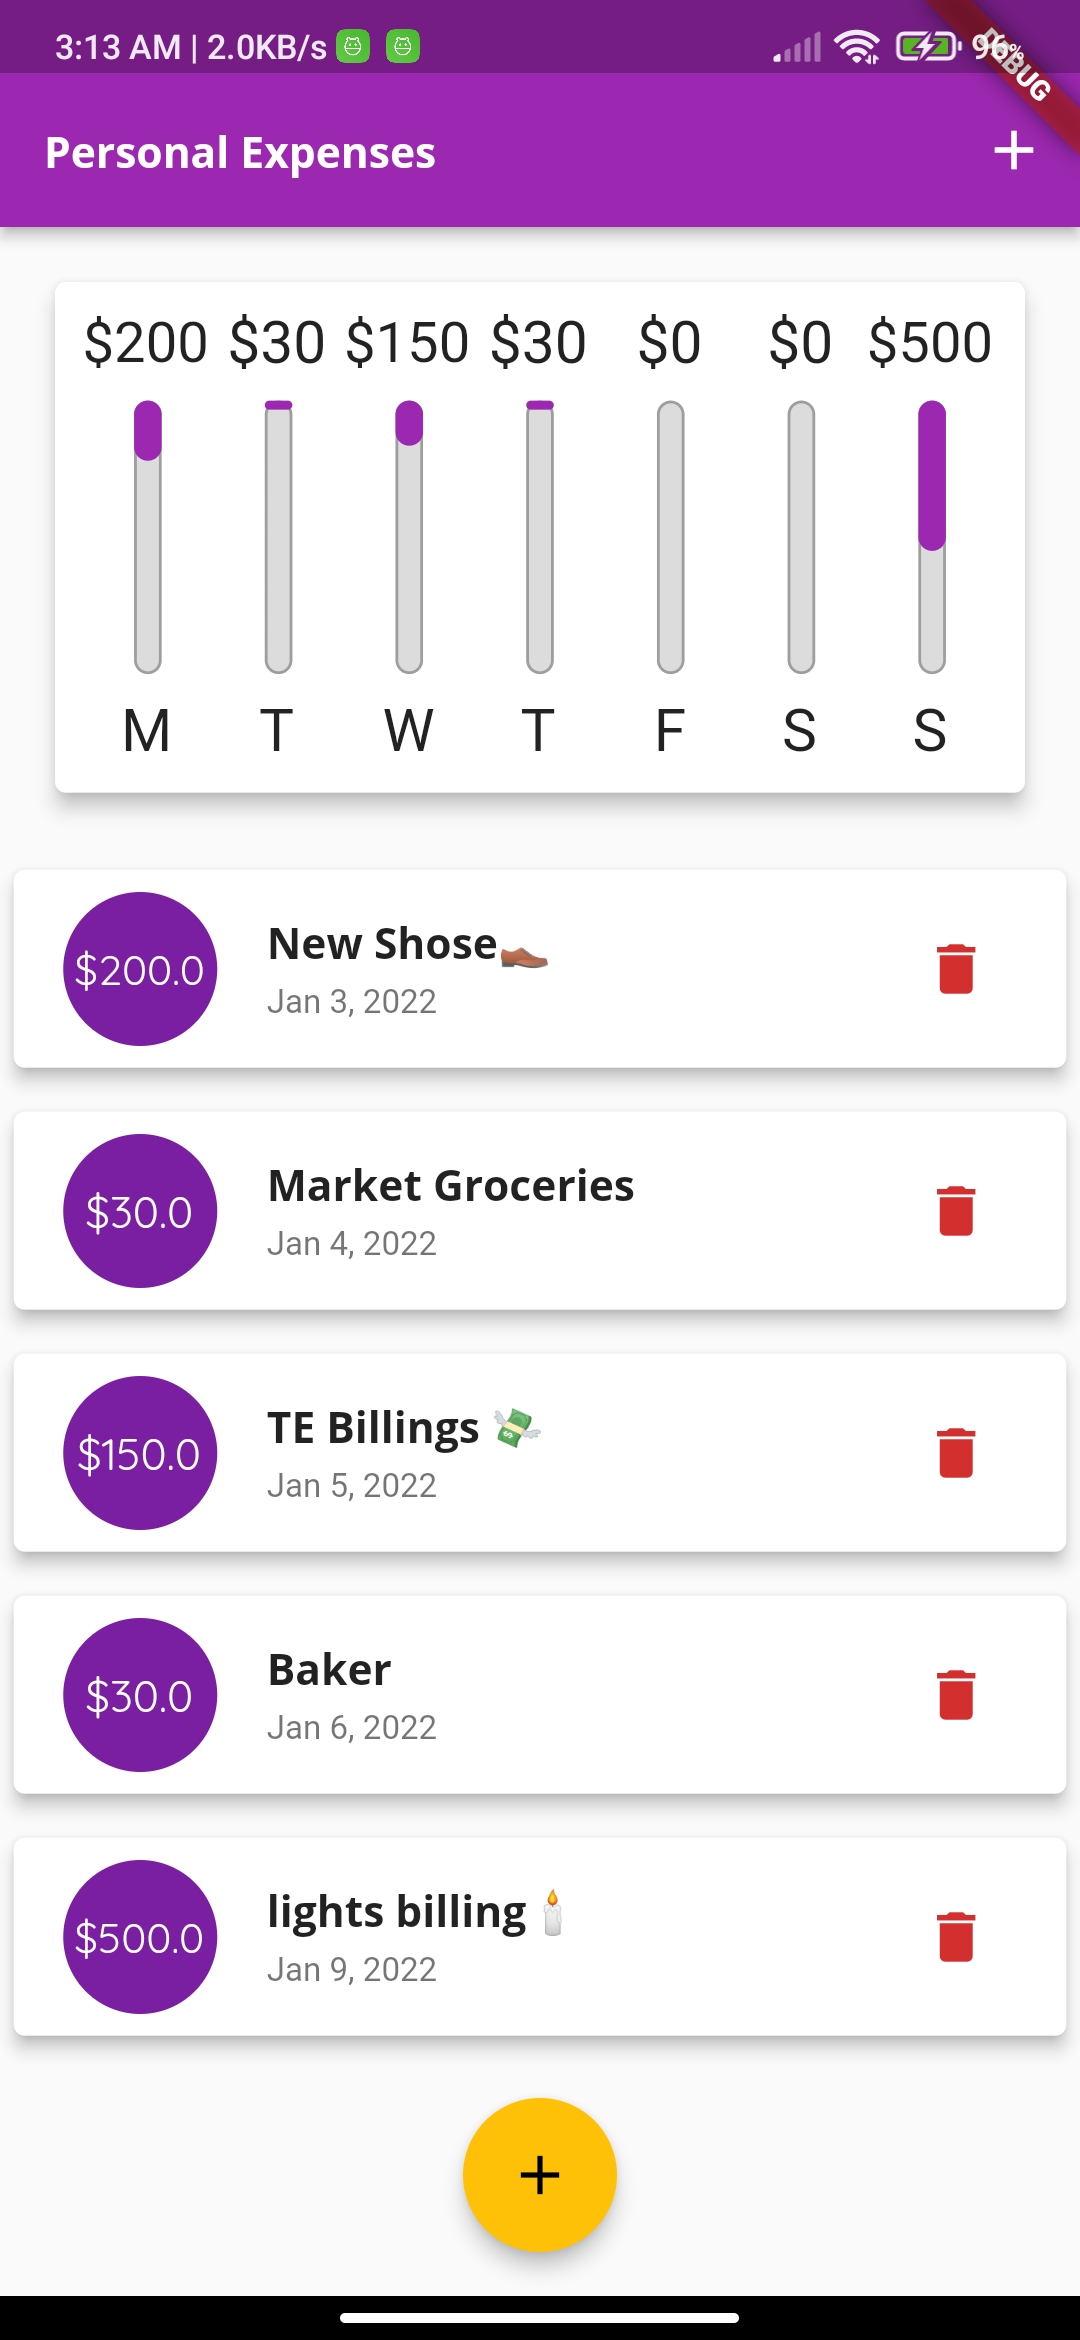 3:13 AM | 2.0KB/s 96%
DEBUG
Personal Expenses
$200 $30 $150 $30 $0 $0 $500
M T W T F S S
$200.0 New Shose
Jan 3, 2022
$30.0 Market Groceries
Jan 4, 2022
$150.0 TE Billings
Jan 5, 2022
$30.0 Baker
Jan 6, 2022
$500.0 lights billing
Jan 9, 2022